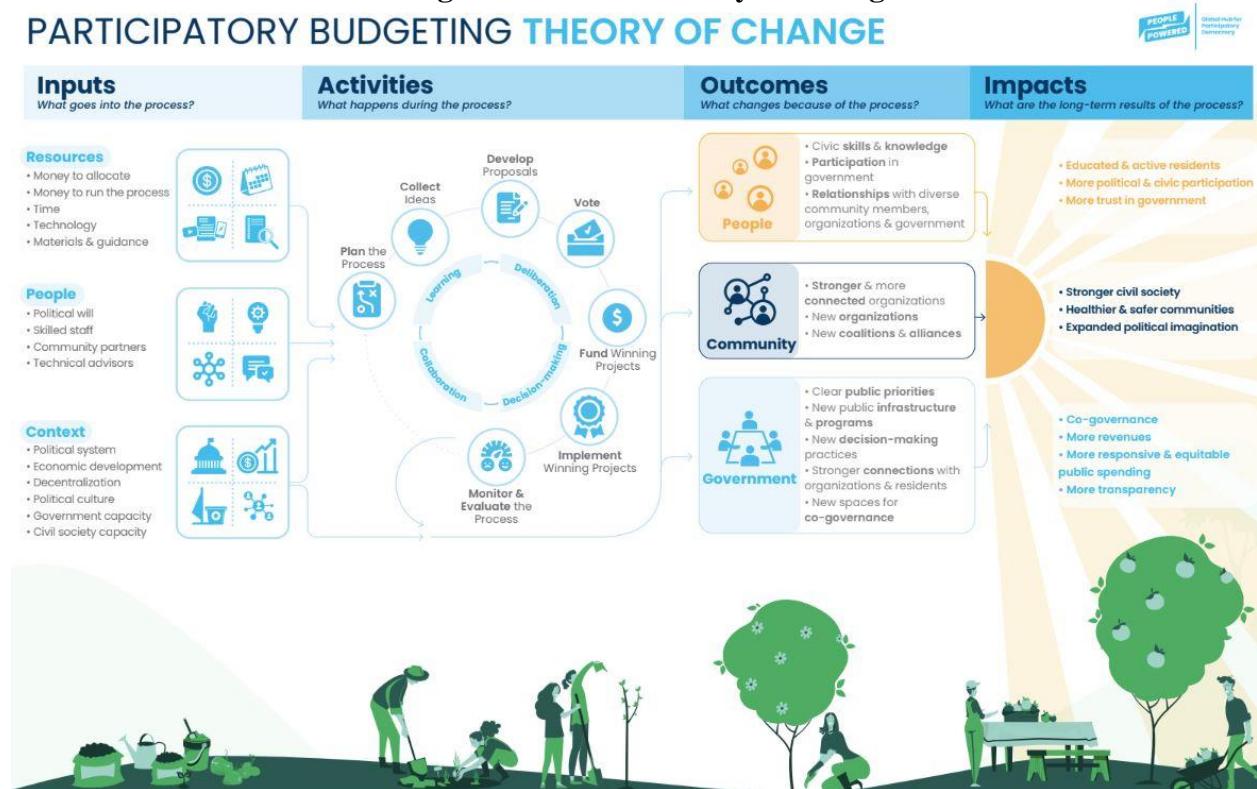 PARTICIPATORY BUDGETING THEORY OF CHANGE
PEOPLE
POWERED
Global Hub for
Participatory
Democracy
Inputs
What goes into the process?
Activities
What happens during the process?
Outcomes
What changes because of the process?
Impacts
What are the long-term results of the process?
Resources
• Money to allocate
• Money to run the process
• Time
• Technology
• Materials & guidance
People
• Political will
• Skilled staff
• Community partners
• Technical advisors
Context
• Political system
• Economic development
• Decentralization
• Political culture
• Government capacity
• Civil society capacity
Plan the
Process
Collect
Ideas
Develop
Proposals
Vote
Fund Winning
Projects
Implement
Winning Projects
Monitor &
Evaluate the
Process
Learning
Deliberation
Decision-making
Collaboration
People
• Civic skills & knowledge
• Participation in
government
• Relationships with diverse
community members,
organizations & government
Community
• Stronger & more
connected organizations
• New organizations
• New coalitions & alliances
Government
• Clear public priorities
• New public infrastructure
& programs
• New decision-making
practices
• Stronger connections with
organizations & residents
• New spaces for
co-governance
• Educated & active residents
• More political & civic participation
• More trust in government
• Stronger civil society
• Healthier & safer communities
• Expanded political imagination
• Co-governance
• More revenues
• More responsive & equitable
public spending
• More transparency